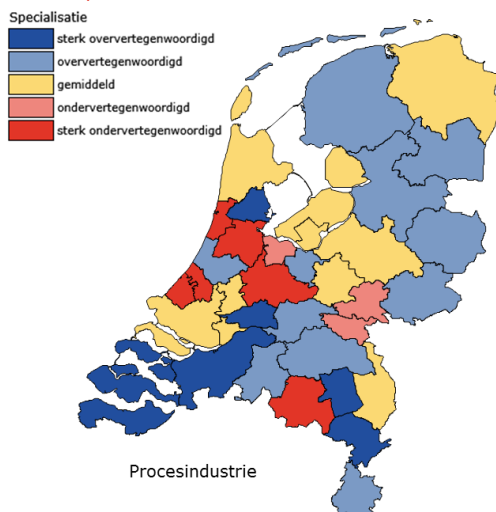 Specialisatie
sterk oververtegenwoordigd
oververtegenwoordigd
gemiddeld
ondervertegenwoordigd
sterk ondervertegenwoordigd
Procesindustrie